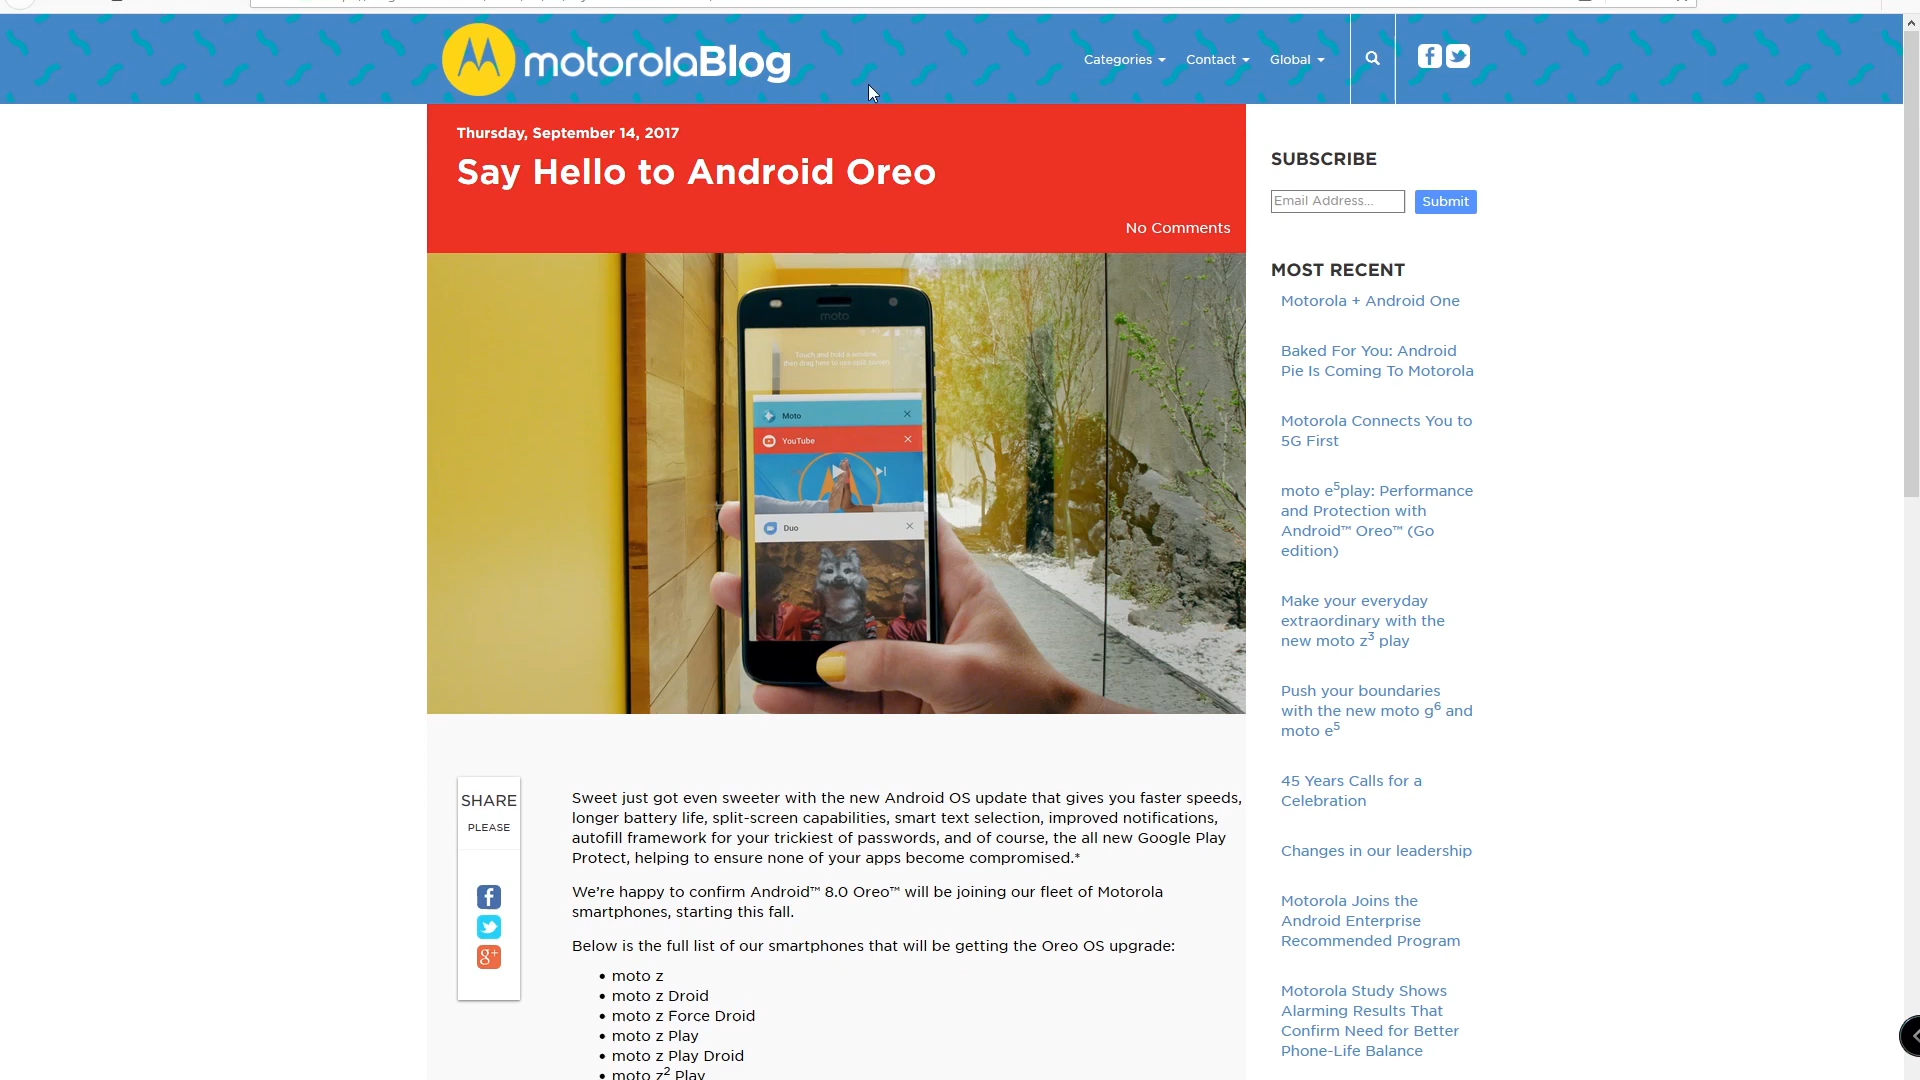 motorolaBlog
Categories
Contact
Global
Thursday, September 14, 2017
Say Hello to Android Oreo
No Comments
moto
Touch and hold a window,
then drag here to use split screen
Moto
YouTube
Duo
SHARE
PLEASE
Sweet just got even sweeter with the new Android OS update that gives you faster speeds,
longer battery life, split-screen capabilities, smart text selection, improved notifications,
autofill framework for your trickiest of passwords, and of course, the all new Google Play
Protect, helping to ensure none of your apps become compromised.*
We’re happy to confirm Android™ 8.0 Oreo™ will be joining our fleet of Motorola
smartphones, starting this fall.
Below is the full list of our smartphones that will be getting the Oreo OS upgrade:
• moto z
• moto z Droid
• moto z Force Droid
• moto z Play
• moto z Play Droid
• moto z² Play
SUBSCRIBE
Email Address...
Submit
MOST RECENT
Motorola + Android One
Baked For You: Android
Pie Is Coming To Motorola
Motorola Connects You to
5G First
moto e⁵play: Performance
and Protection with
Android™ Oreo™ (Go
edition)
Make your everyday
extraordinary with the
new moto z³ play
Push your boundaries
with the new moto g⁶ and
moto e⁵
45 Years Calls for a
Celebration
Changes in our leadership
Motorola Joins the
Android Enterprise
Recommended Program
Motorola Study Shows
Alarming Results That
Confirm Need for Better
Phone-Life Balance